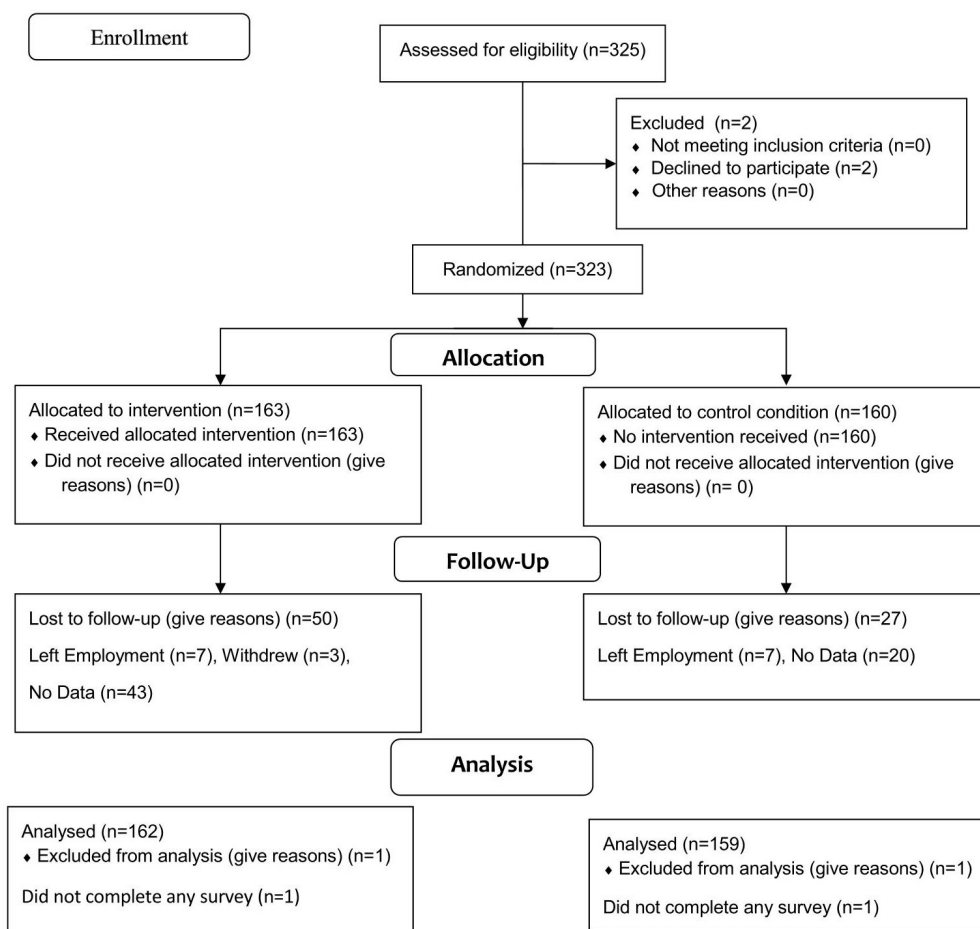 Enrollment
Assessed for eligibility (n=325)
Excluded (n=2)
♦ Not meeting inclusion criteria (n=0)
♦ Declined to participate (n=2)
♦ Other reasons (n=0)
Randomized (n=323)
Allocation
Allocated to intervention (n=163)
♦ Received allocated intervention (n=163)
♦ Did not receive allocated intervention (give
reasons) (n=0)
Allocated to control condition (n=160)
♦ No intervention received (n=160)
♦ Did not receive allocated intervention (give
reasons) (n= 0)
Follow-Up
Lost to follow-up (give reasons) (n=50)
Left Employment (n=7), Withdrew (n=3),
No Data (n=43)
Lost to follow-up (give reasons) (n=27)
Left Employment (n=7), No Data (n=20)
Analysis
Analysed (n=162)
♦ Excluded from analysis (give reasons) (n=1)
Did not complete any survey (n=1)
Analysed (n=159)
♦ Excluded from analysis (give reasons) (n=1)
Did not complete any survey (n=1)